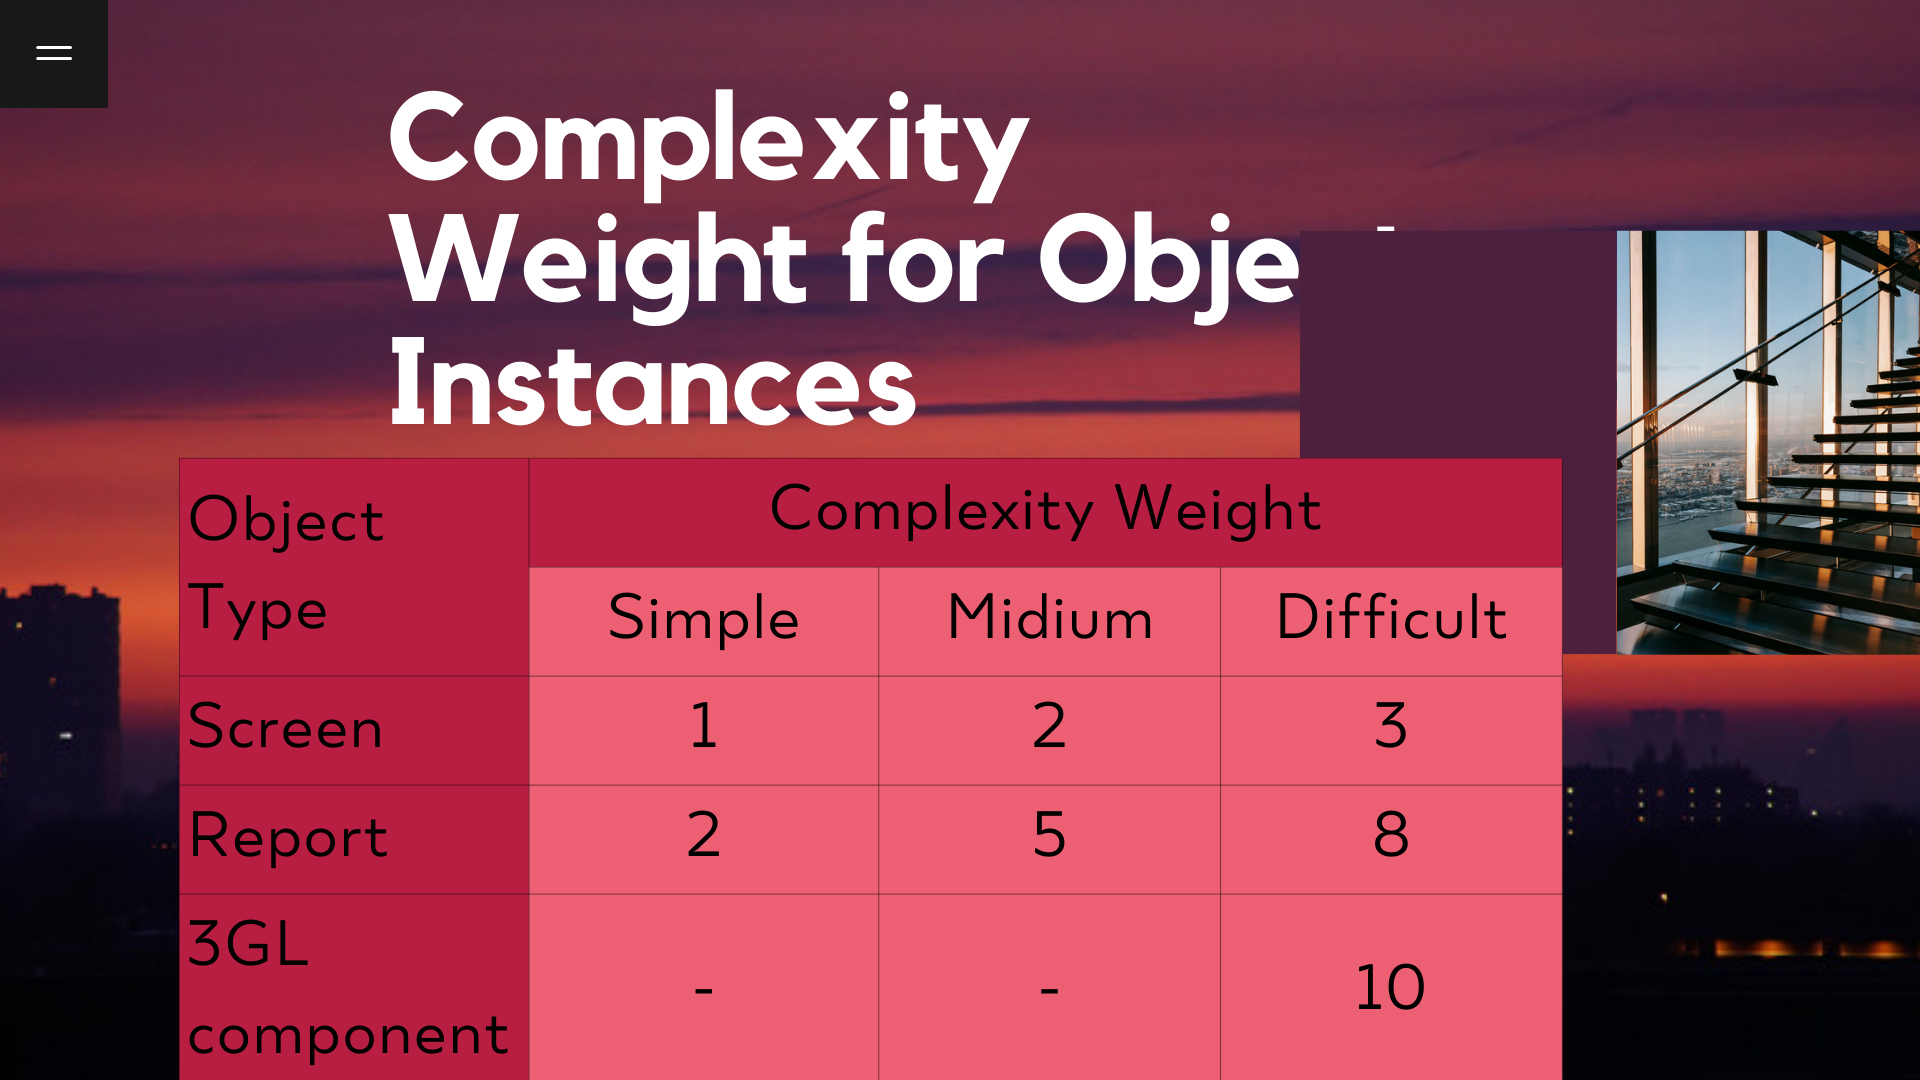 Complexity
Weight for Obje
Instances
Object
Type
Complexity Weight
Simple Midium Difficult
Screen 1 2 3
Report 2 5 8
3GL
component - - 10